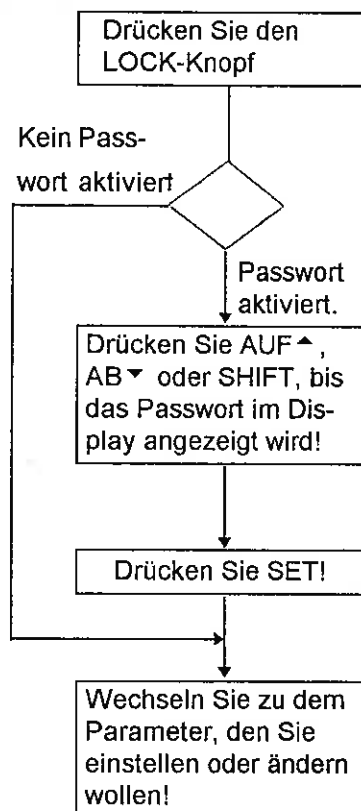 Drücken Sie den
LOCK-Knopf
Kein Pass-
wort aktiviert
Passwort
aktiviert.
Drücken Sie AUF ▲,
AB ▼ oder SHIFT, bis
das Passwort im Dis-
play angezeigt wird!
Drücken Sie SET!
Wechseln Sie zu dem
Parameter, den Sie
einstellen oder ändern
wollen!